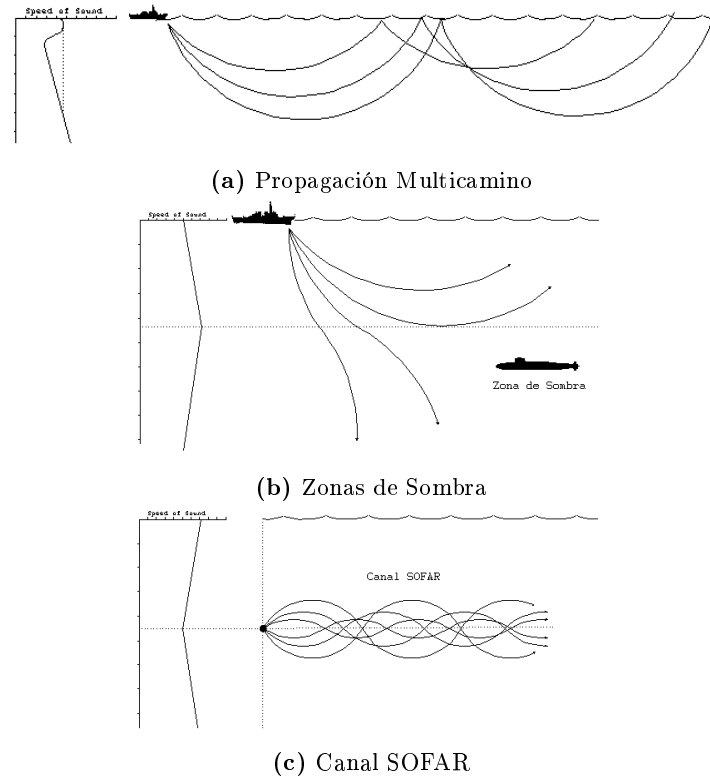 Speed of Sound
(a) Propagación Multicamino
Speed of Sound
Zona de Sombra
(b) Zonas de Sombra
Speed of Sound
Canal SOFAR
(c) Canal SOFAR